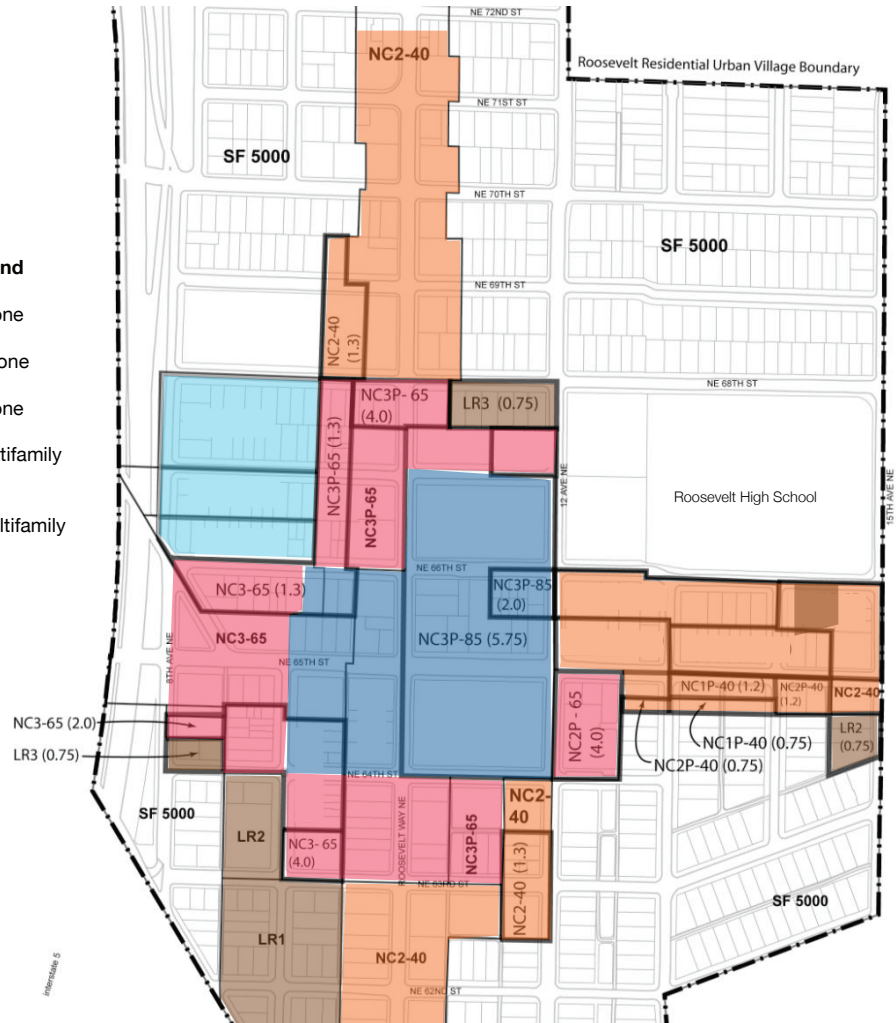 NE 72ND ST
NC2-40
Roosevelt Residential Urban Village Boundary
NE 71ST ST
SF 5000
NE 70TH ST
SF 5000
nd
one
one
one
tifamily
ltifamily
NE 69TH ST
NC2-40
(1.3)
NE 68TH ST
NC3P- 65
(4.0)
LR3 (0.75)
NC3P-65 (1.3)
NC3P-65
12 AVE NE
Roosevelt High School
15TH AVE NE
NE 66TH ST
NC3-65 (1.3)
NC3P-85
(2.0)
NC3-65
NC3P-85 (5.75)
8TH AVE NE
NE 65TH ST
NC2P - 65
(4.0)
NC1P-40 (1.2)
NC2P-40
(1.2)
NC2-40
NC3-65 (2.0)
LR3 (0.75)
NC1P-40 (0.75)
NC2P-40 (0.75)
LR2
(0.75)
NE 64TH ST
SF 5000
LR2
NC3- 65
(4.0)
ROOSEVELT WAY NE
NC3P-65
NC2-
40
NC2-40 (1.3)
NE 63RD ST
SF 5000
LR1
NC2-40
interstate 5
NE 62ND ST